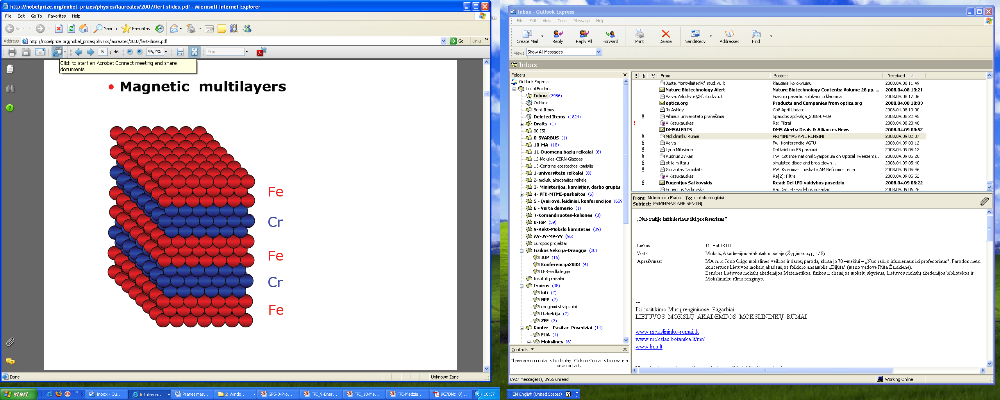 http://nobelprize.org/nobel_prizes/physics/laureates/2007/fert-slides.pdf - Microsoft Internet Explorer
File Edit Go To Favorites Help
Back Search Favorites
Address http://nobelprize.org/nobel_prizes/physics/laureates/2007/fert-slides.pdf Go Links »
5 / 46 96,2% Find
Click to start an Acrobat Connect meeting and share
documents
• Magnetic multilayers
Fe
Cr
Fe
Cr
Fe
Done Unknown Zone
start » Inbox - Ou... 6 Interne... Pranesimas... 2 Windo... GPS-0-Pro... FPI_9-Ener... FPI_10-Me... FPI-Medzia... 9C7DNcH8[... 10:37
Inbox - Outlook Express
File Edit View Tools Message Help
Create Mail Reply Reply All Forward Print Delete Send/Recv Addresses Find
Views Show All Messages
Inbox
Folders
Outlook Express
Local Folders
Inbox (3956)
Outbox
Sent Items
Deleted Items (1824)
Drafts (1)
00-ISI
0-SVARBUS (1)
10-MA (18)
11-Duomenų bazių reikalai (6)
12-Mokslas-CERN-Glazgas
13-Centrine atestacijos komisija
1-universiteto reikalai (8)
2- mokslų akademijos reikalai
3- Ministerijos, komisijos, darbo grupės
4- PFK-MTMI-paskaitos (6)
5 - Įvairovė, leidiniai, konferencijos (659
6 - Verta dėmesio (1)
7-Komandiruotes-keliones (3)
8-IoP (39)
9-Rekt-Mokslo komitetas (39)
AV-JV-MV-VV (96)
Europos projektai
Fizikos Sekcija-Draugija (20)
IOP (16)
Konferencija2003 (4)
LFR-redkolegija
Institutų reikalai
Ivairus (35)
kiti (2)
NPP (2)
rengiami straipsniai
Uzbekija (2)
ZEF (3)
Konfer_-Pasitar_Posedziai (14)
EUA (1)
Mokslines (6)
Contacts
There are no contacts to display. Click on Contacts to create a
new contact.
! From Subject Received
Juste.Montvilaite@kf.stud.vu.lt klausimai koliokviumui 2008.04.08 11:49
Nature Biotechnology Alert Nature Biotechnology Contents: Volume 26 pp. ... 2008.04.08 13:21
Vaiva.Valuckyte@kf.stud.vu.lt Fizikinio pasaulio kolokviumo klausimai 2008.04.08 17:06
optics.org Products and Companies from optics.org 2008.04.08 18:03
Jo Ashley Go8 April Update 2008.04.08 19:00
Vilniaus universiteto pranešimai Spaudos apžvalga_2008-04-09 2008.04.08 22:45
! V.Kazukauskas Re: Filtrai 2008.04.08 23:46
DMSALERTS DMS Alerts: Deals & Alliances News 2008.04.09 00:52
Mokslininku Rumai PRIMINIMAS APIE RENGINĮ 2008.04.09 02:37
Vaiva Fw: Konferencija VGTU 2008.04.09 03:12
Lyda Milosiene Del kvietimu ES paramai 2008.04.09 05:12
Audrius Zvikas FW: 1st International Symposium on Optical Tweezers i... 2008.04.09 05:20
otilia militaru simulated diode and breakdown ... 2008.04.09 05:40
Gintautas Tamulaitis FW: Kvietimas i paskaita AM Reformos tema 2008.04.09 05:46
V.Kazukauskas Re[2]: Filtrai 2008.04.09 05:52
Eugenijus Satkovskis Read: Del LFD valdybos posedzio 2008.04.09 06:22
Eugenijus Satkovskis Re: Del LFD valdybos posedzio 2008.04.09 06:26
From: Mokslininku Rumai To: mokslo renginiai
Subject: PRIMINIMAS APIE RENGINĮ
„Nuo radijo inžinieriaus iki profesoriaus"
Laikas: 11. Bal 13:00
Vieta: Mokslų Akademijos bibliotekos salėje (Žygimantų g. 1/ 8)
Aprašymas: MA n. k. Jono Grigo mokslinės veiklos ir darbų paroda, skirta jo 70 –mečiui – „Nuo radijo inžinieriaus iki profesoriaus". Parodos metu
koncertuos Lietuvos mokslų akademijos folkloro ansamblis „Dijūta" (meno vadovė Rūta Žarskienė).
Bendras Lietuvos mokslų akademijos Matematikos, fizikos ir chemijos mokslų skyriaus, Lietuvos mokslų akademijos bibliotekos ir
Mokslininkų rūmų renginys.
--
Iki susitikimo Mūsų renginiuose, Pagarbiai
LIETUVOS MOKSLŲ AKADEMIJOS MOKSLININKŲ RŪMAI
www.mokslininku-rumai.tk
www.mokslas.botanika.lt/mr/
www.lma.lt
6927 message(s), 3956 unread Working Online
EN English (United States)